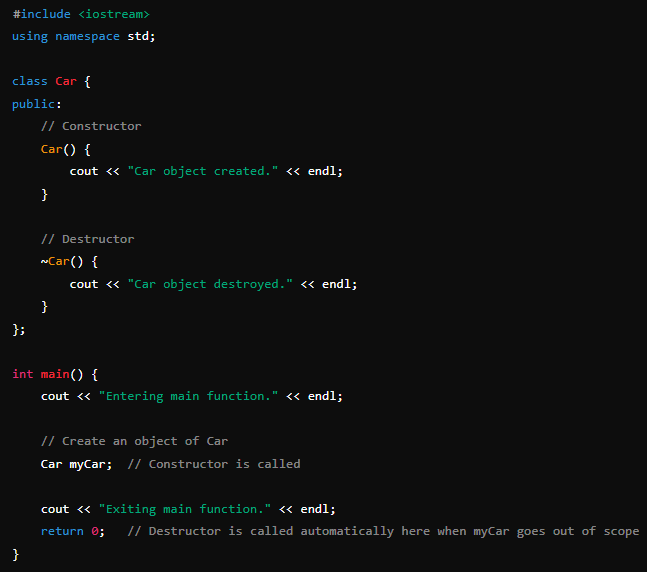 #include <iostream>
using namespace std;
class Car {
public:
// Constructor
Car() {
cout << "Car object created." << endl;
}
// Destructor
~Car() {
cout << "Car object destroyed." << endl;
}
};
int main() {
cout << "Entering main function." << endl;
// Create an object of Car
Car myCar;  // Constructor is called
cout << "Exiting main function." << endl;
return 0;   // Destructor is called automatically here when myCar goes out of scope
}